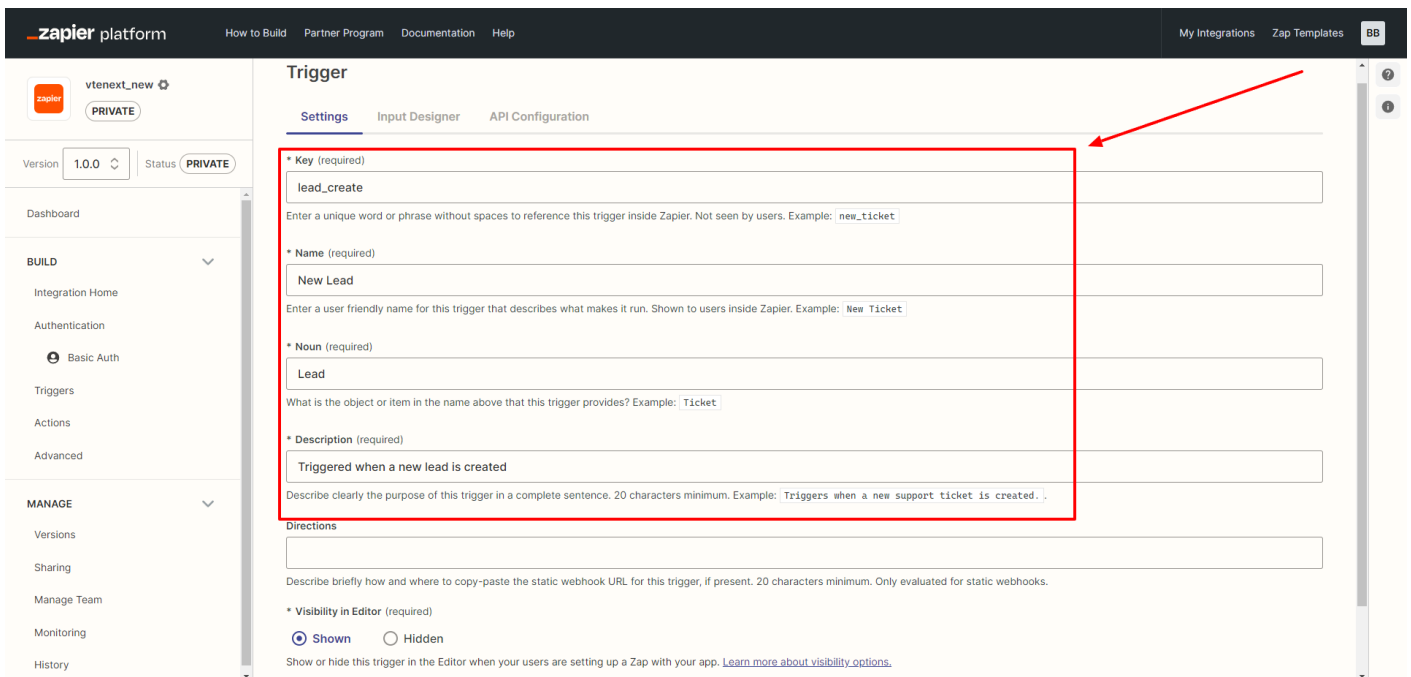 zapier platform
How to Build Partner Program Documentation Help
My Integrations Zap Templates BB
zapier
vtenext_new
PRIVATE
Version 1.0.0 Status PRIVATE
Dashboard
BUILD
Integration Home
Authentication
Basic Auth
Triggers
Actions
Advanced
MANAGE
Versions
Sharing
Manage Team
Monitoring
History
Trigger
Settings Input Designer API Configuration
* Key (required)
lead_create
Enter a unique word or phrase without spaces to reference this trigger inside Zapier. Not seen by users. Example: new_ticket
* Name (required)
New Lead
Enter a user friendly name for this trigger that describes what makes it run. Shown to users inside Zapier. Example: New Ticket
* Noun (required)
Lead
What is the object or item in the name above that this trigger provides? Example: Ticket
* Description (required)
Triggered when a new lead is created
Describe clearly the purpose of this trigger in a complete sentence. 20 characters minimum. Example: Triggers when a new support ticket is created. .
Directions
Describe briefly how and where to copy-paste the static webhook URL for this trigger, if present. 20 characters minimum. Only evaluated for static webhooks.
* Visibility in Editor (required)
Shown Hidden
Show or hide this trigger in the Editor when your users are setting up a Zap with your app. Learn more about visibility options.